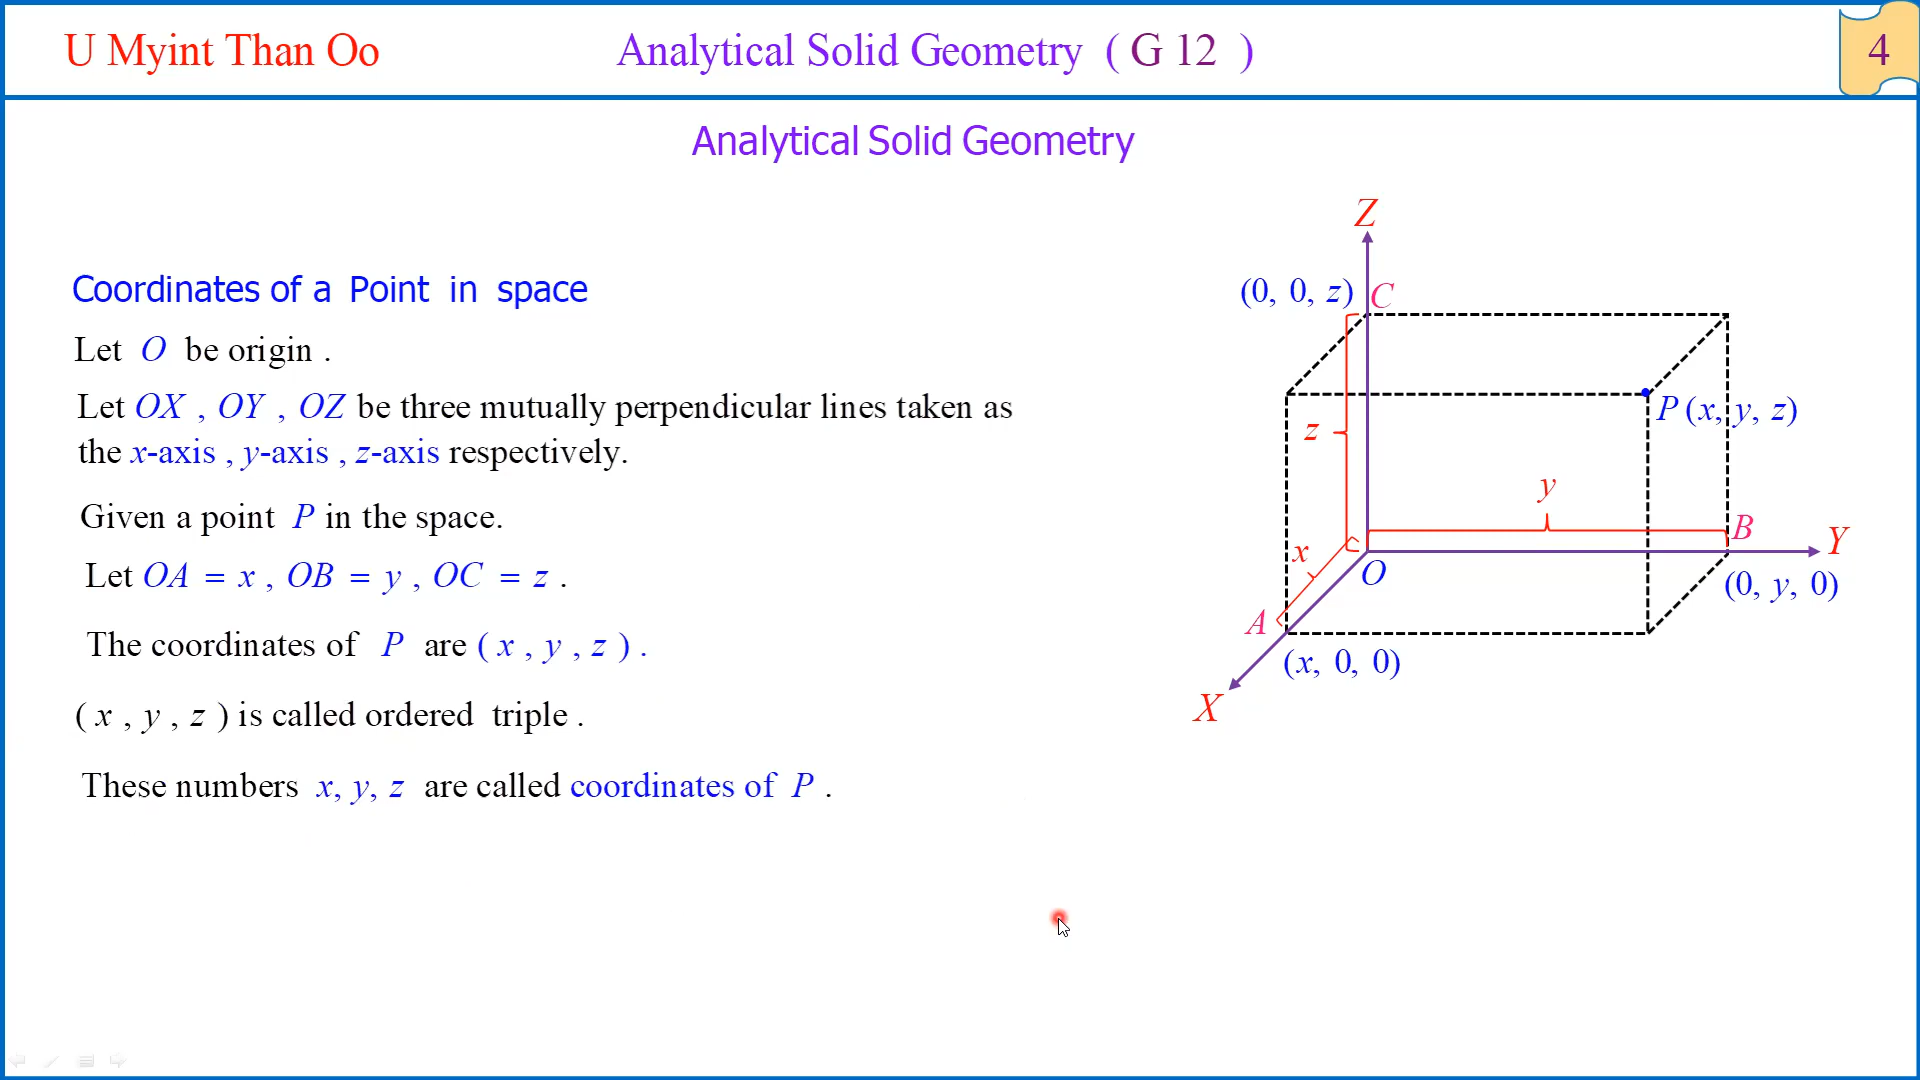 U Myint Than Oo
Analytical Solid Geometry ( G 12 )
4
Analytical Solid Geometry
Coordinates of a Point in space
Let O be origin .
Let OX , OY , OZ be three mutually perpendicular lines taken as
the x-axis , y-axis , z-axis respectively.
Given a point P in the space.
Let OA = x , OB = y , OC = z .
The coordinates of P are ( x , y , z ) .
( x , y , z ) is called ordered triple .
These numbers x, y, z are called coordinates of P .
Z
(0, 0, z) C
P (x, y, z)
z
y
B
Y
x
O
(0, y, 0)
A
(x, 0, 0)
X